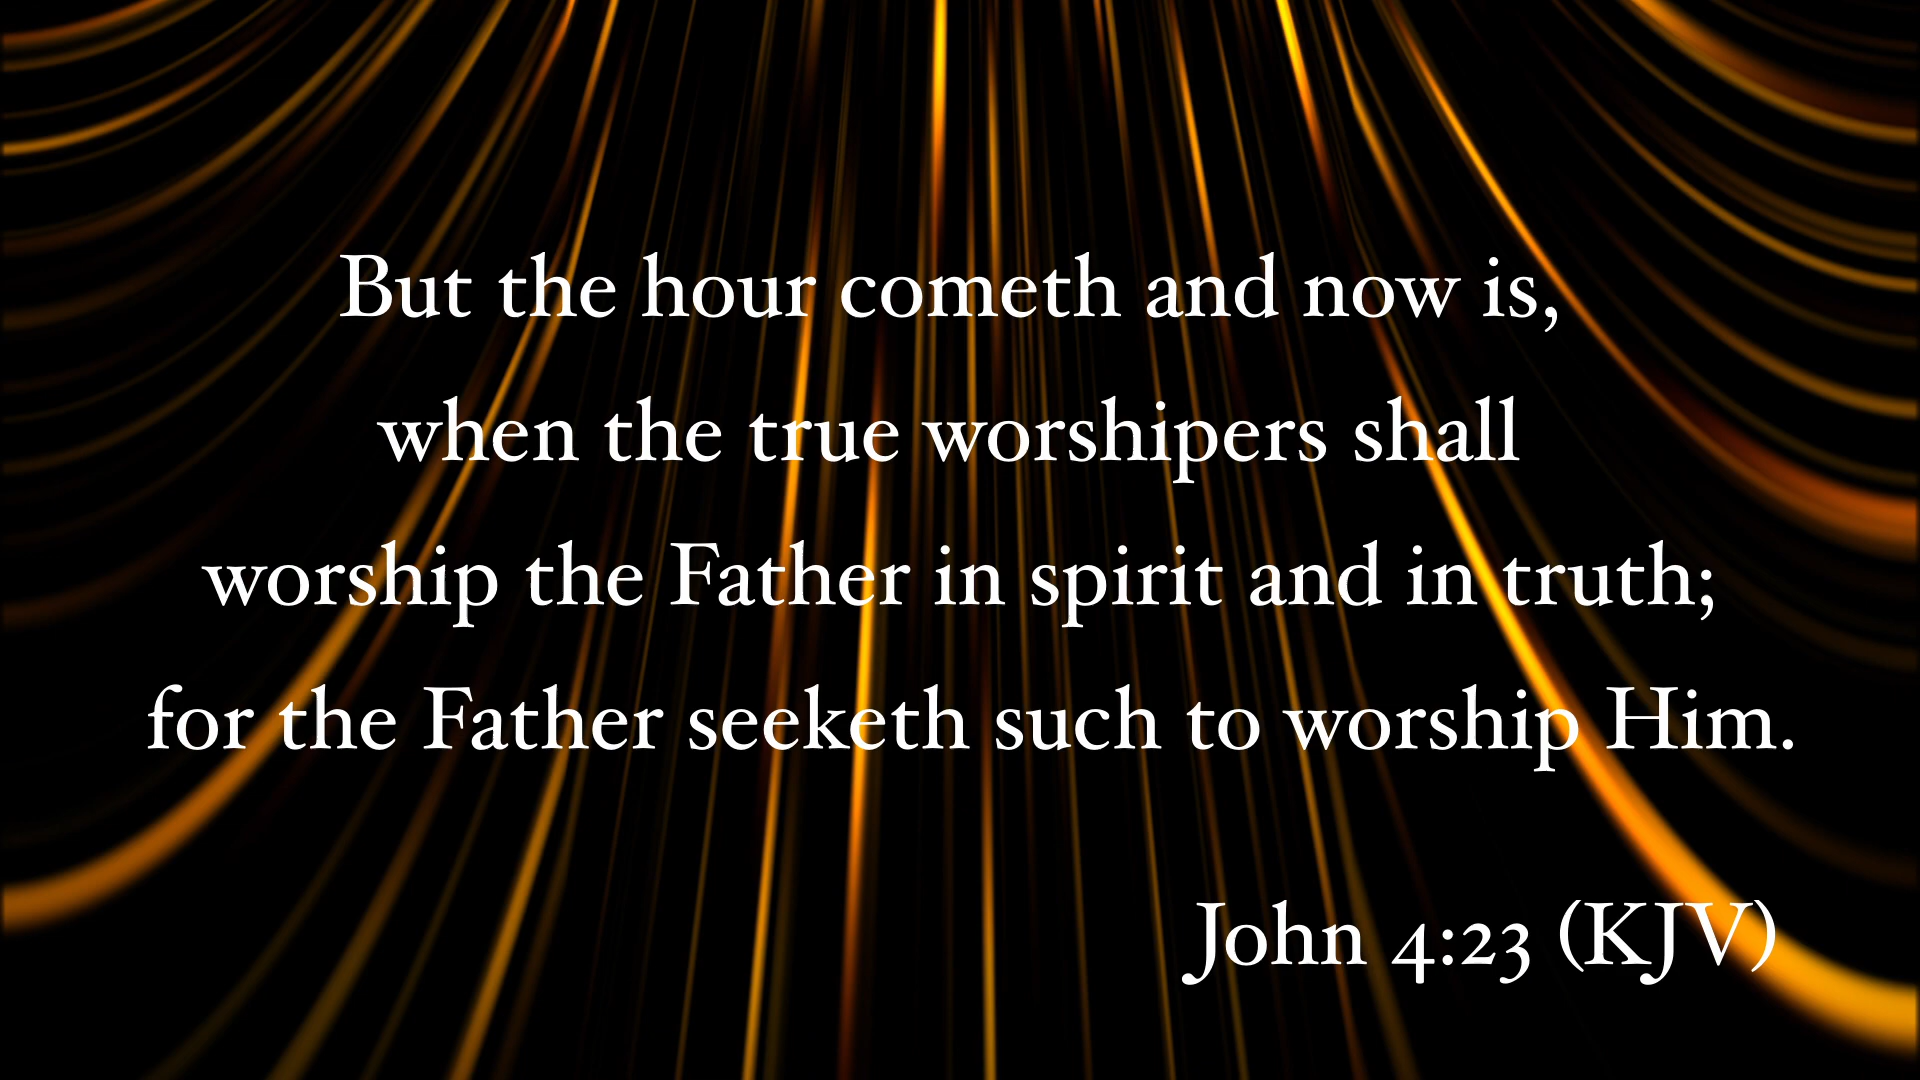 But the hour cometh and now is,
when the true worshipers shall
worship the Father in spirit and in truth;
for the Father seeketh such to worship Him.
John 4:23 (KJV)